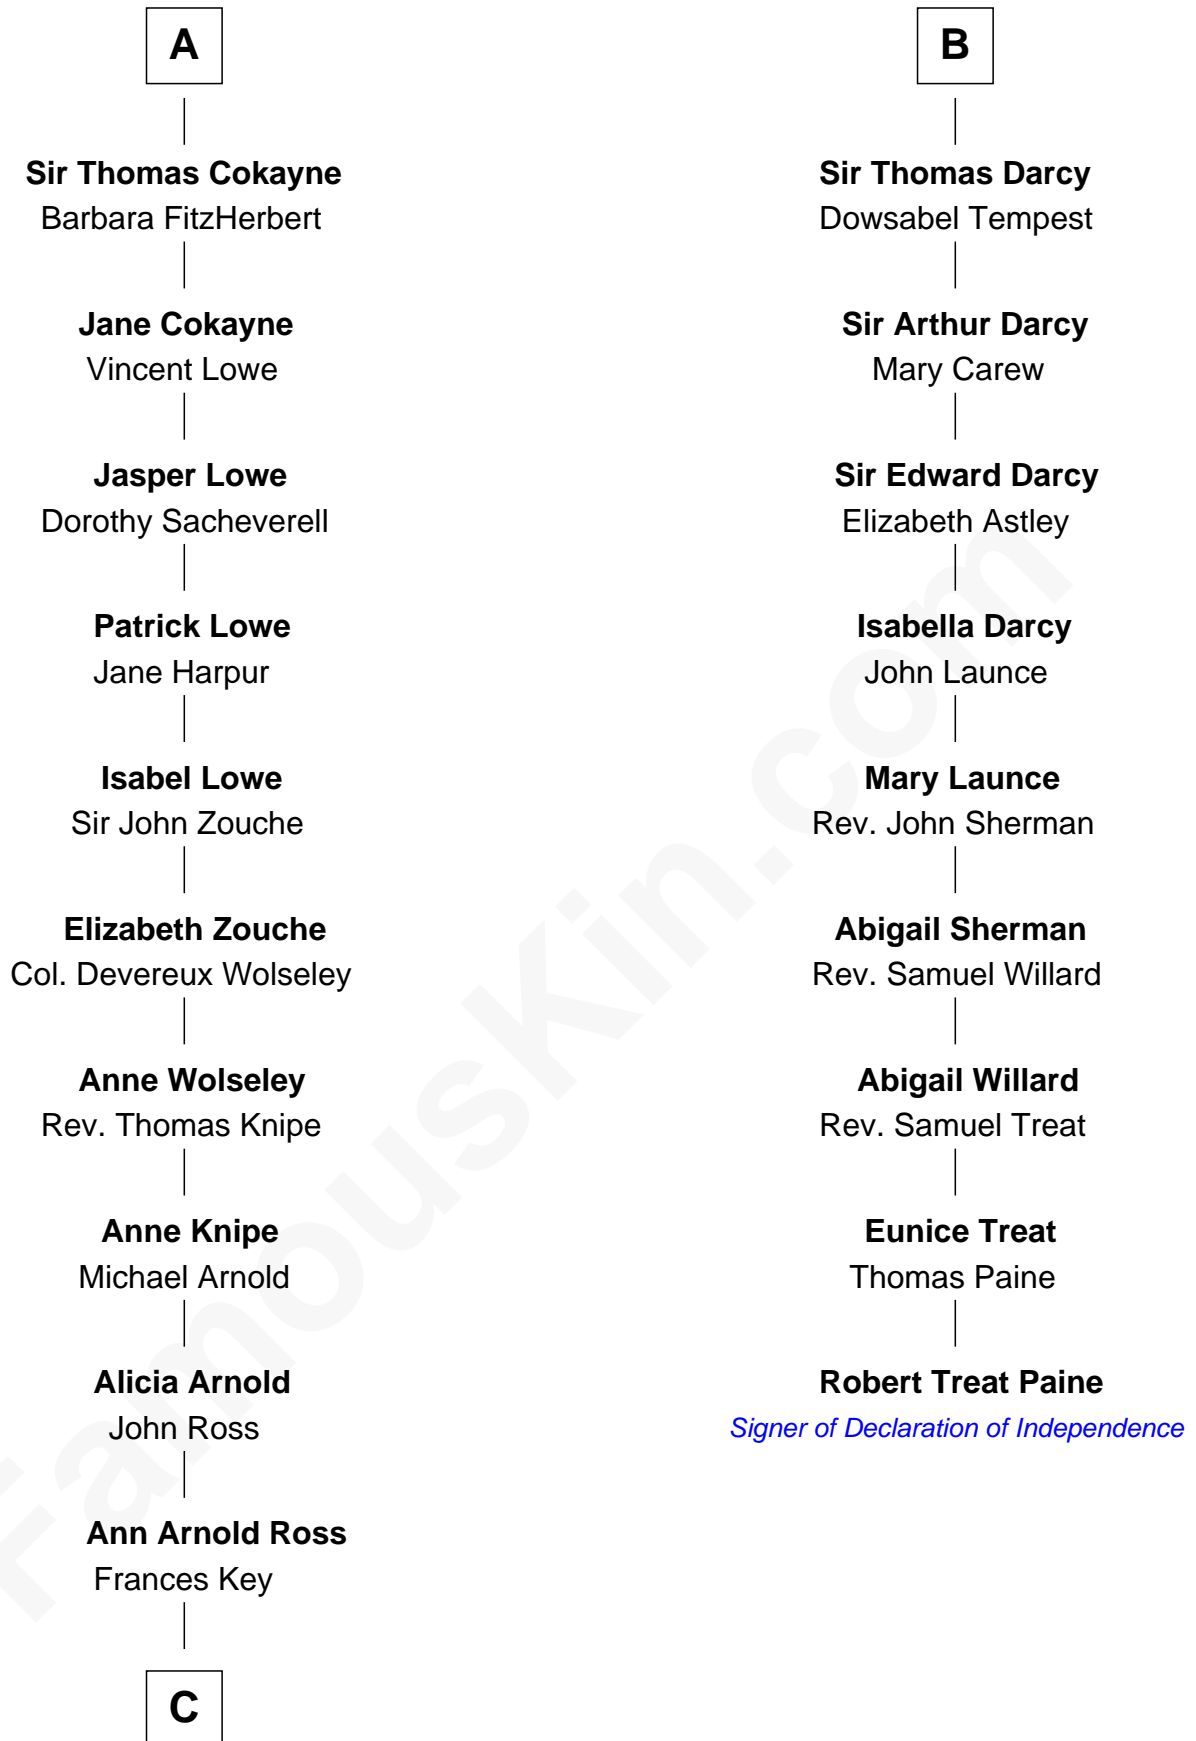 A
Sir Thomas Cokayne
Barbara FitzHerbert
Jane Cokayne
Vincent Lowe
Jasper Lowe
Dorothy Sacheverell
Patrick Lowe
Jane Harpur
Isabel Lowe
Sir John Zouche
Elizabeth Zouche
Col. Devereux Wolseley
Anne Wolseley
Rev. Thomas Knipe
Anne Knipe
Michael Arnold
Alicia Arnold
John Ross
Ann Arnold Ross
Frances Key
C
B
Sir Thomas Darcy
Dowsabel Tempest
Sir Arthur Darcy
Mary Carew
Sir Edward Darcy
Elizabeth Astley
Isabella Darcy
John Launce
Mary Launce
Rev. John Sherman
Abigail Sherman
Rev. Samuel Willard
Abigail Willard
Rev. Samuel Treat
Eunice Treat
Thomas Paine
Robert Treat Paine
Signer of Declaration of Independence
FamousKin.com